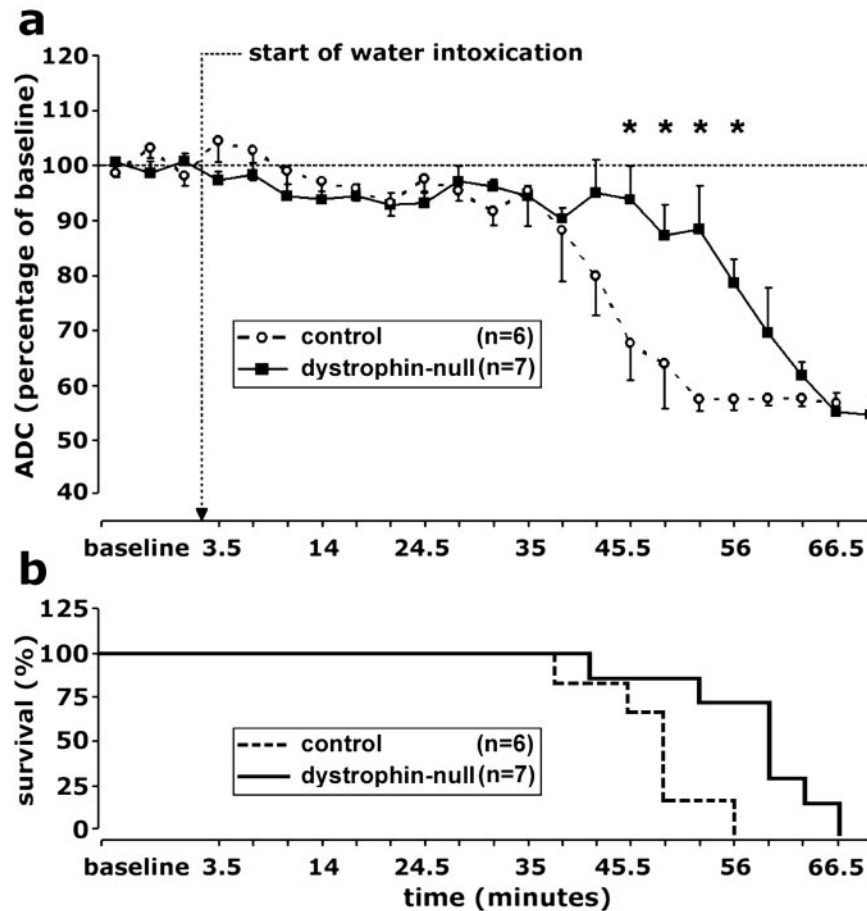 a
start of water intoxication
* * * *
ADC (percentage of baseline)
120
110
100
90
80
70
60
50
40
control (n=6)
dystrophin-null (n=7)
baseline 3.5 14 24.5 35 45.5 56 66.5
b
survival (%)
125
100
75
50
25
0
control (n=6)
dystrophin-null (n=7)
baseline 3.5 14 24.5 35 45.5 56 66.5
time (minutes)